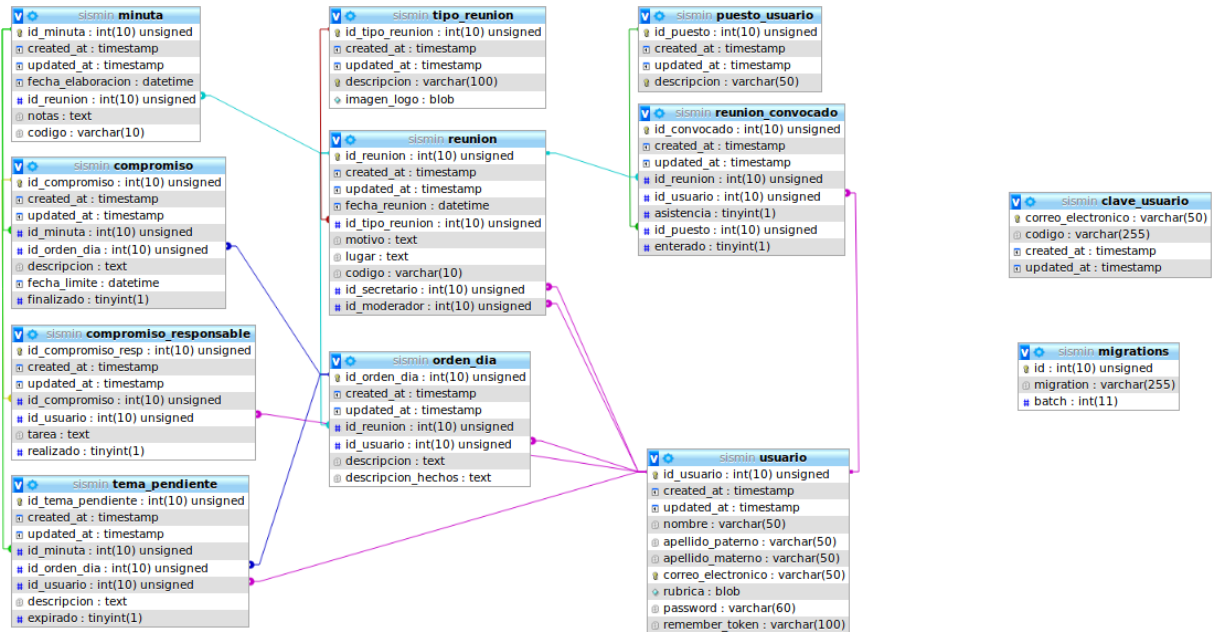 sismin minuta
id_minuta : int(10) unsigned
created_at : timestamp
updated_at : timestamp
fecha_elaboracion : datetime
id_reunion : int(10) unsigned
notas : text
codigo : varchar(10)
sismin compromiso
id_compromiso : int(10) unsigned
created_at : timestamp
updated_at : timestamp
id_minuta : int(10) unsigned
id_orden_dia : int(10) unsigned
descripcion : text
fecha_limite : datetime
finalizado : tinyint(1)
sismin compromiso_responsable
id_compromiso_resp : int(10) unsigned
created_at : timestamp
updated_at : timestamp
id_compromiso : int(10) unsigned
id_usuario : int(10) unsigned
tarea : text
realizado : tinyint(1)
sismin tema_pendiente
id_tema_pendiente : int(10) unsigned
created_at : timestamp
updated_at : timestamp
id_minuta : int(10) unsigned
id_orden_dia : int(10) unsigned
id_usuario : int(10) unsigned
descripcion : text
expirado : tinyint(1)
sismin tipo_reunion
id_tipo_reunion : int(10) unsigned
created_at : timestamp
updated_at : timestamp
descripcion : varchar(100)
imagen_logo : blob
sismin reunion
id_reunion : int(10) unsigned
created_at : timestamp
updated_at : timestamp
fecha_reunion : datetime
id_tipo_reunion : int(10) unsigned
motivo : text
lugar : text
codigo : varchar(10)
id_secretario : int(10) unsigned
id_moderador : int(10) unsigned
sismin orden_dia
id_orden_dia : int(10) unsigned
created_at : timestamp
updated_at : timestamp
id_reunion : int(10) unsigned
id_usuario : int(10) unsigned
descripcion : text
descripcion_hechos : text
sismin puesto_usuario
id_puesto : int(10) unsigned
created_at : timestamp
updated_at : timestamp
descripcion : varchar(50)
sismin reunion_convocado
id_convocado : int(10) unsigned
created_at : timestamp
updated_at : timestamp
id_reunion : int(10) unsigned
id_usuario : int(10) unsigned
asistencia : tinyint(1)
id_puesto : int(10) unsigned
enterado : tinyint(1)
sismin usuario
id_usuario : int(10) unsigned
created_at : timestamp
updated_at : timestamp
nombre : varchar(50)
apellido_paterno : varchar(50)
apellido_materno : varchar(50)
correo_electronico : varchar(50)
rubrica : blob
password : varchar(60)
remember_token : varchar(100)
sismin clave_usuario
correo_electronico : varchar(50)
codigo : varchar(255)
created_at : timestamp
updated_at : timestamp
sismin migrations
id : int(10) unsigned
migration : varchar(255)
batch : int(11)